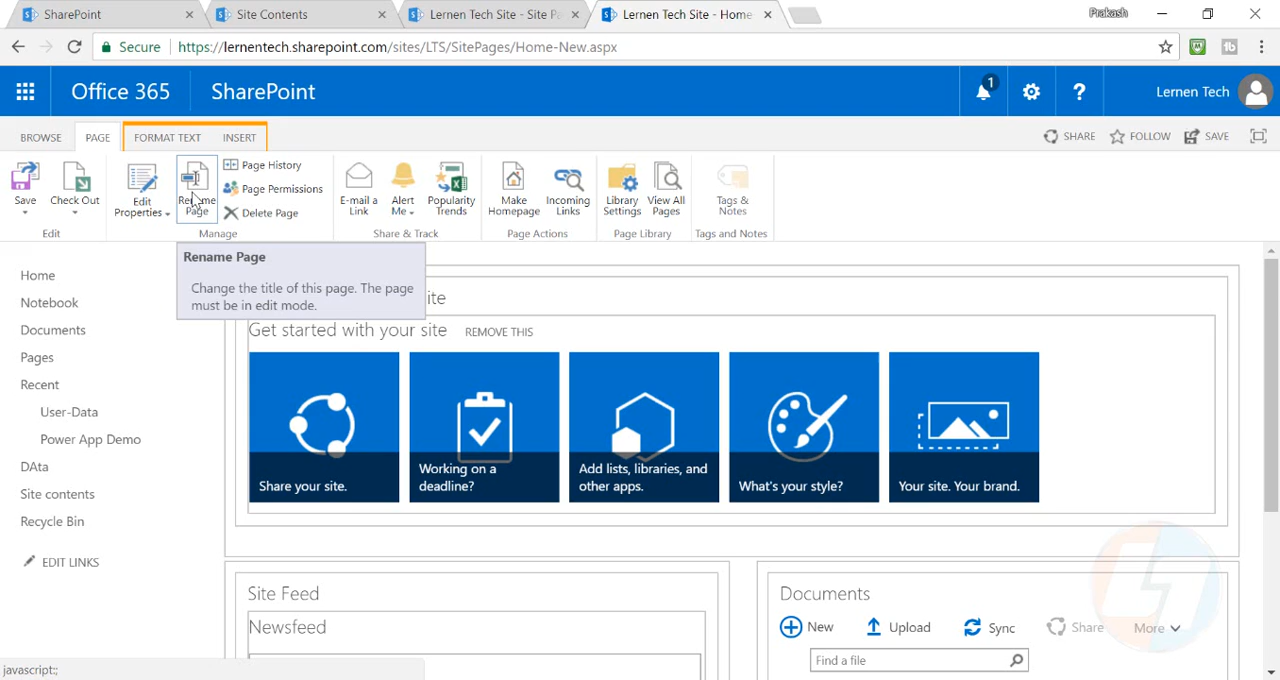 SharePoint
Site Contents
Lernen Tech Site - Site P
Lernen Tech Site - Home
Prakash
Secure
https://lernentech.sharepoint.com/sites/LTS/SitePages/Home-New.aspx
Office 365
SharePoint
1
?
Lernen Tech
BROWSE
PAGE
FORMAT TEXT
INSERT
SHARE
FOLLOW
SAVE
Save
Check Out
Edit
Edit
Properties
Rename
Page
Page History
Page Permissions
Delete Page
Manage
E-mail a
Link
Alert
Me
Popularity
Trends
Share & Track
Make
Homepage
Incoming
Links
Page Actions
Library
Settings
View All
Pages
Page Library
Tags &
Notes
Tags and Notes
Rename Page
Change the title of this page. The page
must be in edit mode.
Home
Notebook
Documents
Pages
Recent
User-Data
Power App Demo
DAta
Site contents
Recycle Bin
EDIT LINKS
ite
Get started with your site
REMOVE THIS
Share your site.
Working on a
deadline?
Add lists, libraries, and
other apps.
What's your style?
Your site. Your brand.
Site Feed
Newsfeed
Documents
New
Upload
Sync
Share
More
Find a file
javascript:;